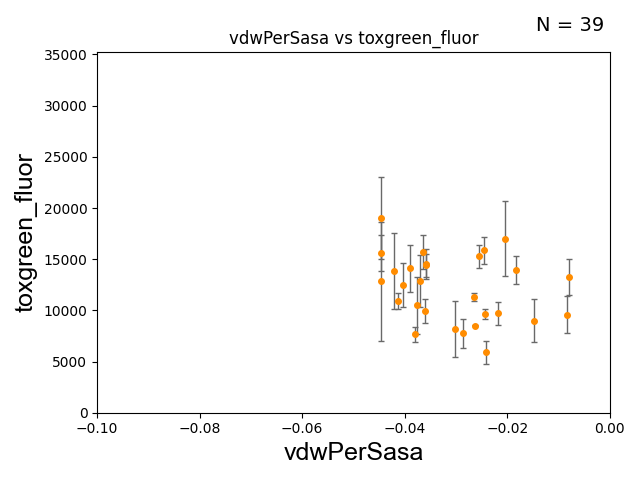 N = 39
vdwPerSasa vs toxgreen_fluor
35000
30000
25000
20000
15000
10000
5000
0
toxgreen_fluor
−0.10 −0.08 −0.06 −0.04 −0.02 0.00
vdwPerSasa